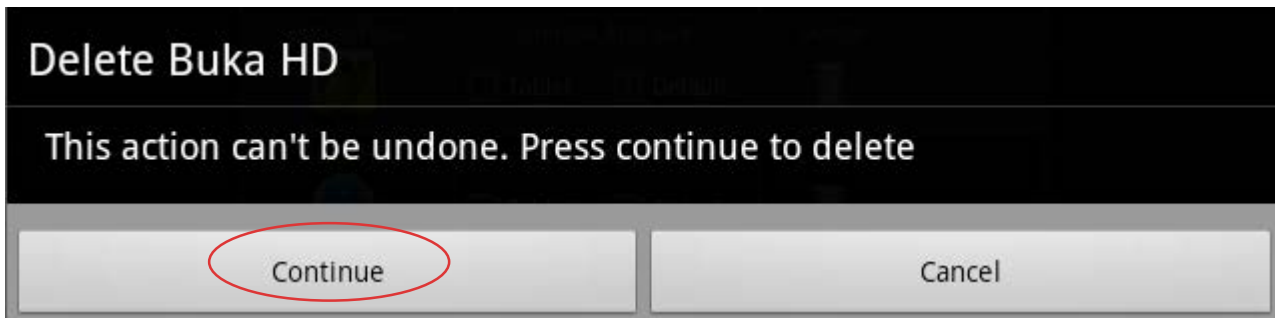 Delete Buka HD
This action can't be undone. Press continue to delete
Continue
Cancel